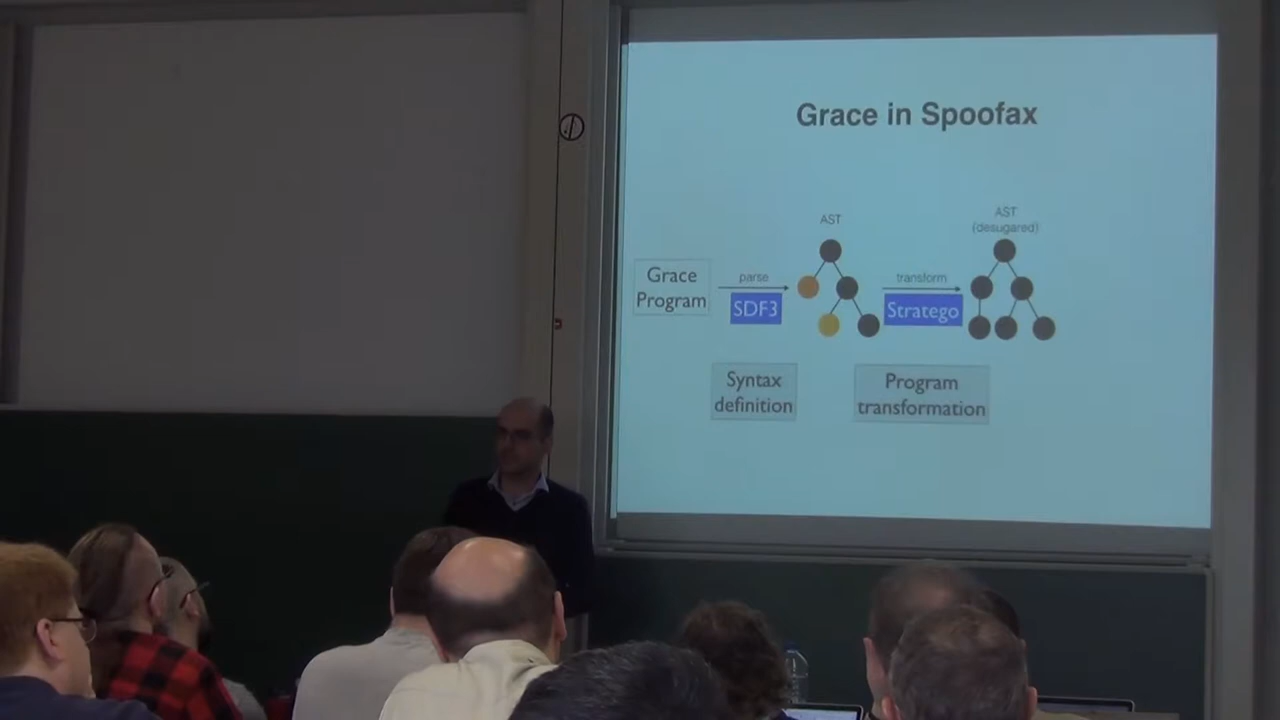 Grace in Spoofax
AST
AST
(desugared)
Grace
Program
parse
SDF3
transform
Stratego
Syntax
definition
Program
transformation